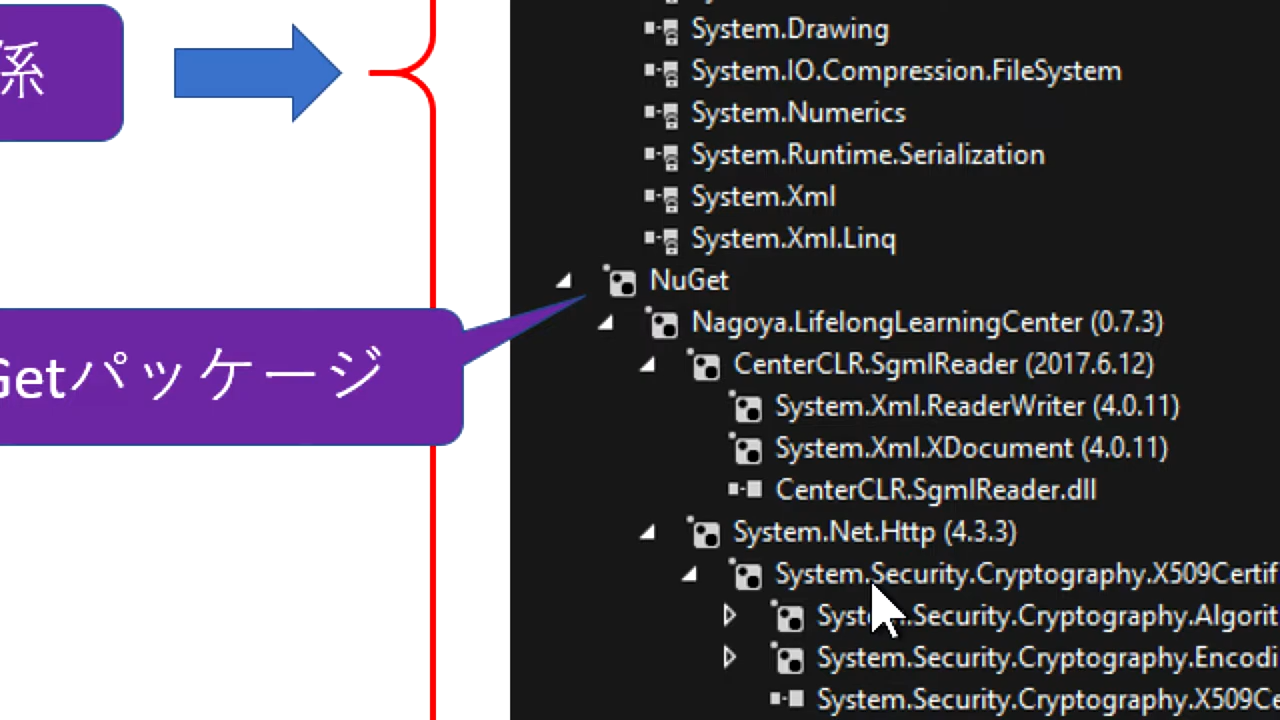 係
System.Drawing
System.IO.Compression.FileSystem
System.Numerics
System.Runtime.Serialization
System.Xml
System.Xml.Linq
NuGet
Nagoya.LifelongLearningCenter (0.7.3)
Getパッケージ
CenterCLR.SgmlReader (2017.6.12)
System.Xml.ReaderWriter (4.0.11)
System.Xml.XDocument (4.0.11)
CenterCLR.SgmlReader.dll
System.Net.Http (4.3.3)
System.Security.Cryptography.X509Certif
System.Security.Cryptography.Algorit
System.Security.Cryptography.Encodi
System.Security.Cryptography.X509Ce